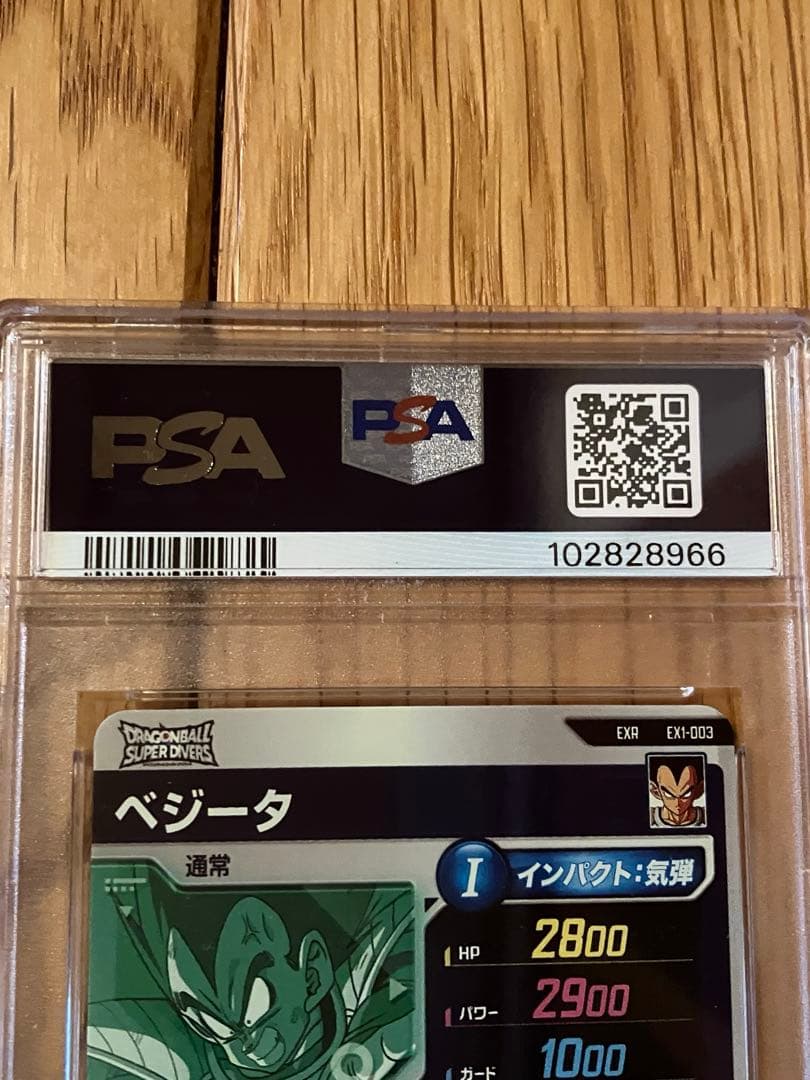 PSA
PSA
102828966
DRAGONBALL
SUPER DIVERS
EXR EX1-003
ベジータ
通常
I インパクト:気弾
HP 2800
パワー 2900
ガード 1000